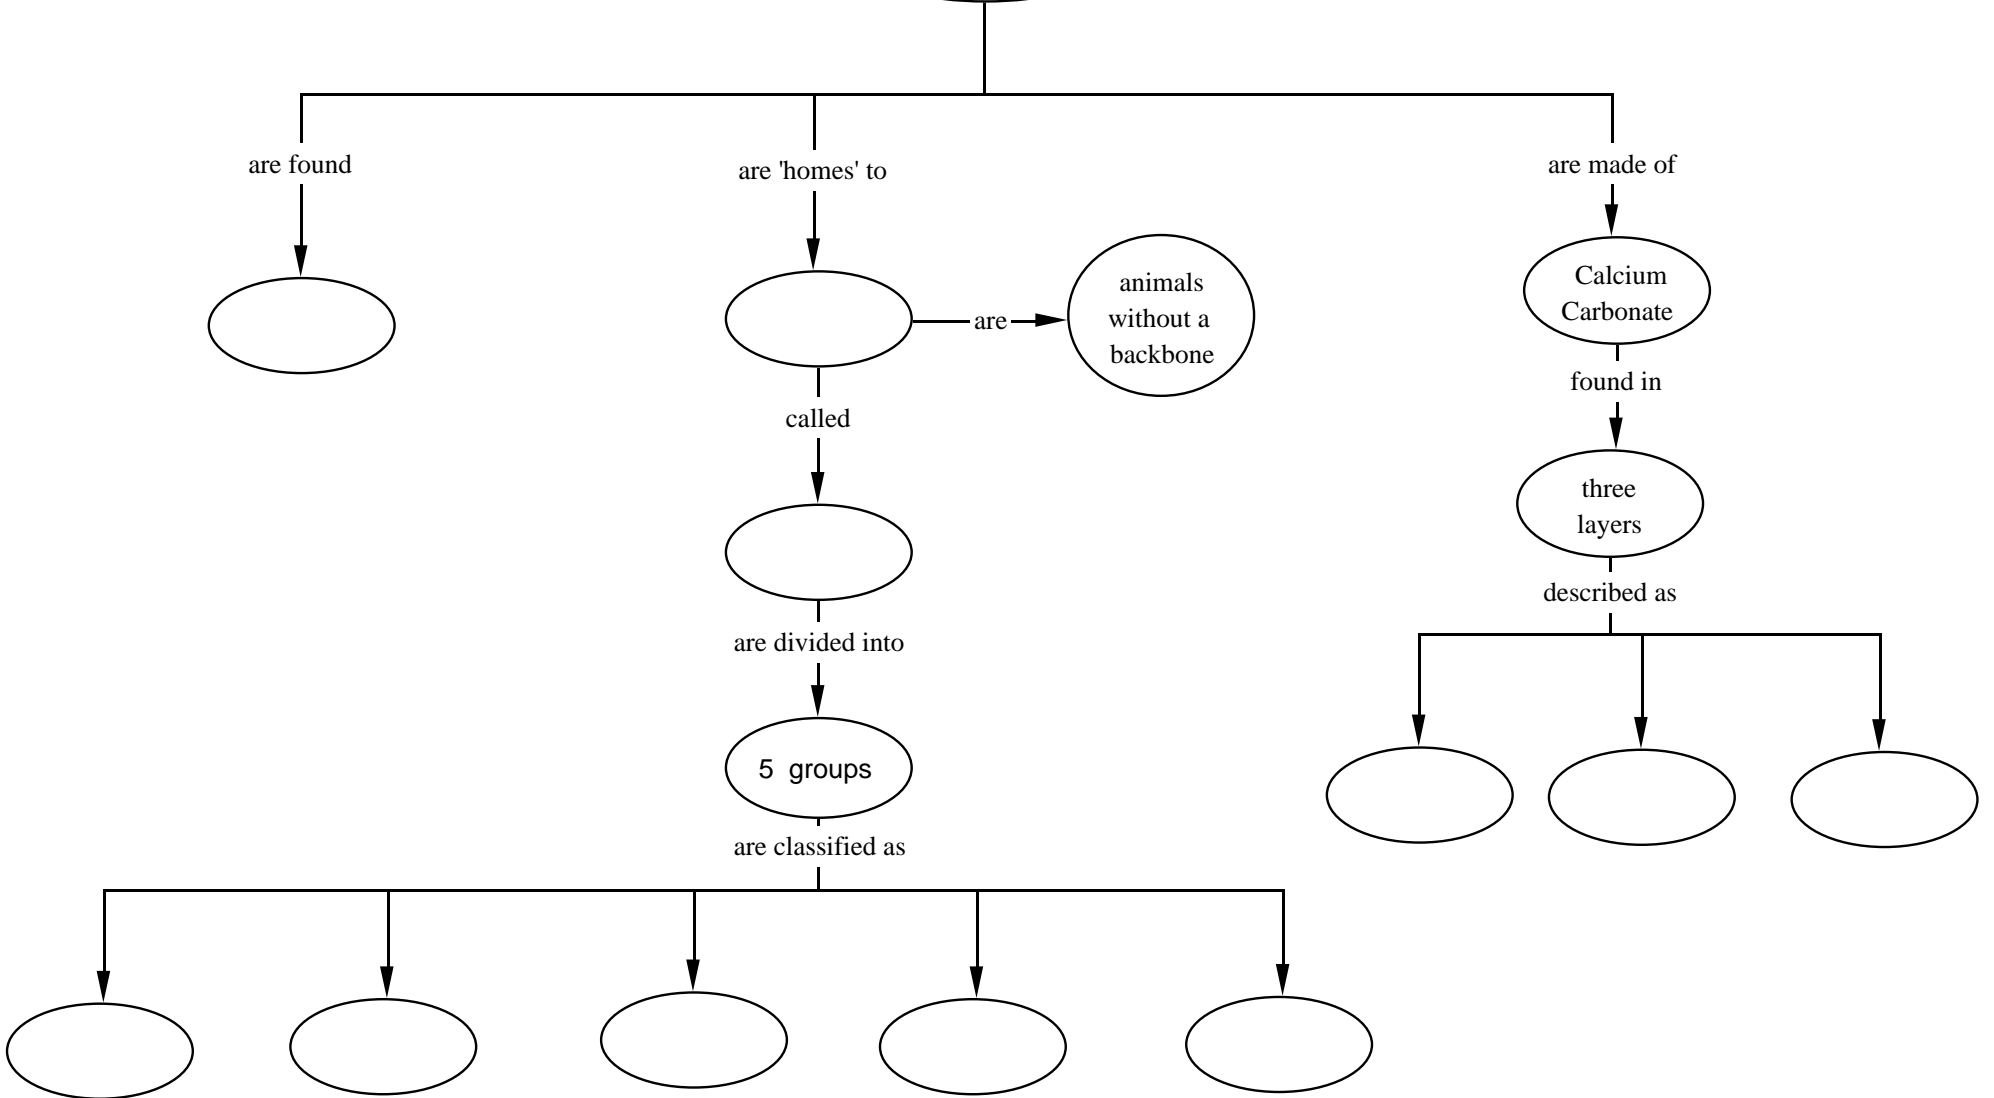 are found
are 'homes' to
are made of
animals
without a
backbone
are
Calcium
Carbonate
called
found in
three
layers
described as
are divided into
5 groups
are classified as